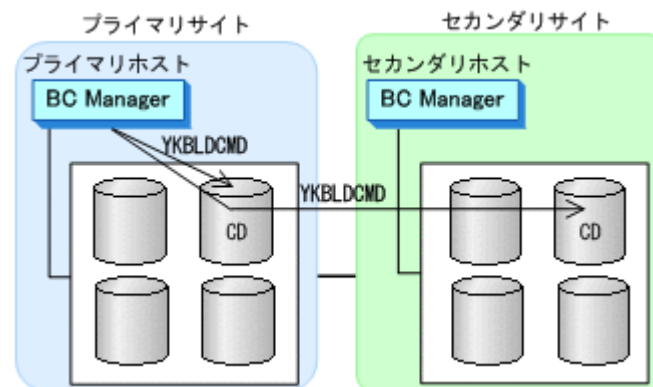 プライマリサイト
セカンダリサイト
プライマリホスト
セカンダリホスト
BC Manager
BC Manager
YKBLDCMD
YKBLDCMD
CD
CD